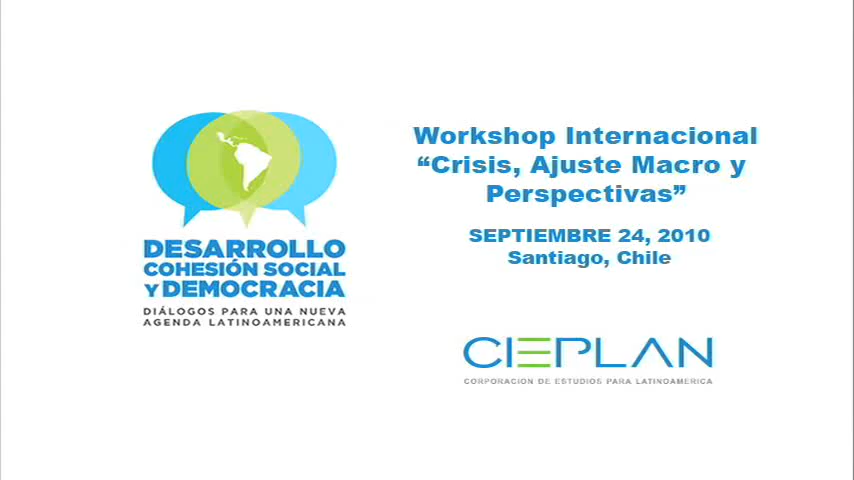 DESARROLLO
COHESIÓN SOCIAL
Y DEMOCRACIA
DIÁLOGOS PARA UNA NUEVA
AGENDA LATINOAMERICANA
Workshop Internacional
“Crisis, Ajuste Macro y
Perspectivas”
SEPTIEMBRE 24, 2010
Santiago, Chile
CIEPLAN
CORPORACION DE ESTUDIOS PARA LATINOAMERICA